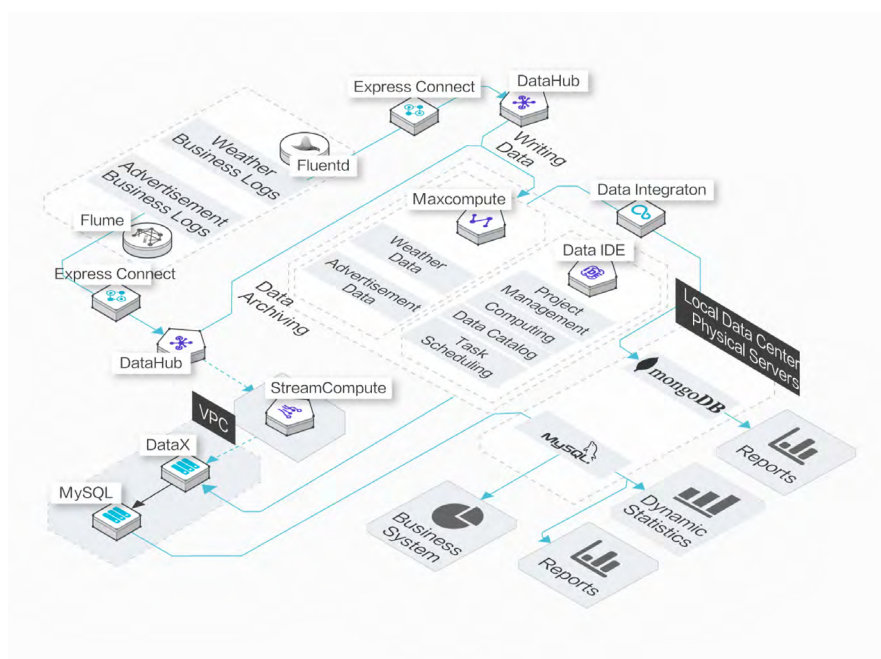 Express Connect
DataHub
Weather
Business Logs
Fluentd
Writing
Data
Advertisement
Business Logs
Maxcompute
Data Integraton
Flume
Weather
Data
Data IDE
Express Connect
Advertisement
Data
Project
Management
Data
Archiving
Computing
Local Data Center
Physical Servers
Data Catalog
DataHub
Task
Scheduling
StreamCompute
mongoDB
VPC
DataX
MySQL
Reports
MySQL
Business
System
Dynamic
Statistics
Reports